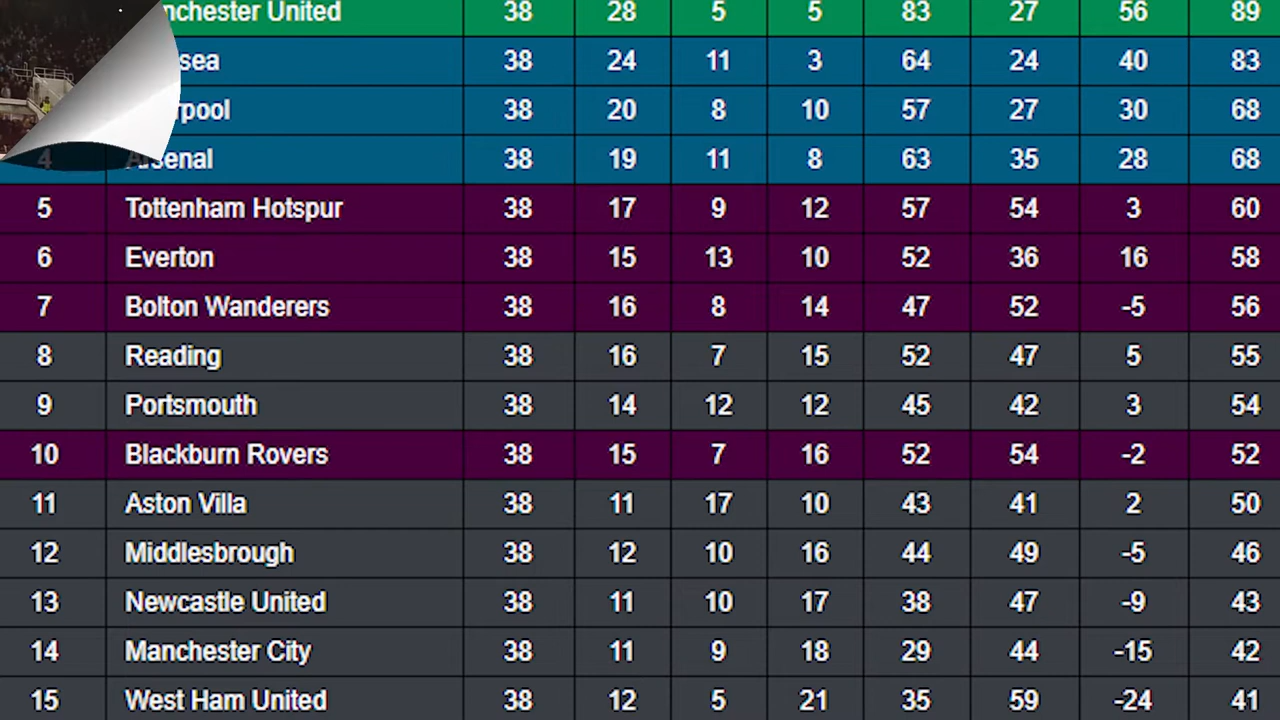 nchester United 38 28 5 5 83 27 56 89
sea 38 24 11 3 64 24 40 83
rpool 38 20 8 10 57 27 30 68
4 Arsenal 38 19 11 8 63 35 28 68
5 Tottenham Hotspur 38 17 9 12 57 54 3 60
6 Everton 38 15 13 10 52 36 16 58
7 Bolton Wanderers 38 16 8 14 47 52 -5 56
8 Reading 38 16 7 15 52 47 5 55
9 Portsmouth 38 14 12 12 45 42 3 54
10 Blackburn Rovers 38 15 7 16 52 54 -2 52
11 Aston Villa 38 11 17 10 43 41 2 50
12 Middlesbrough 38 12 10 16 44 49 -5 46
13 Newcastle United 38 11 10 17 38 47 -9 43
14 Manchester City 38 11 9 18 29 44 -15 42
15 West Ham United 38 12 5 21 35 59 -24 41